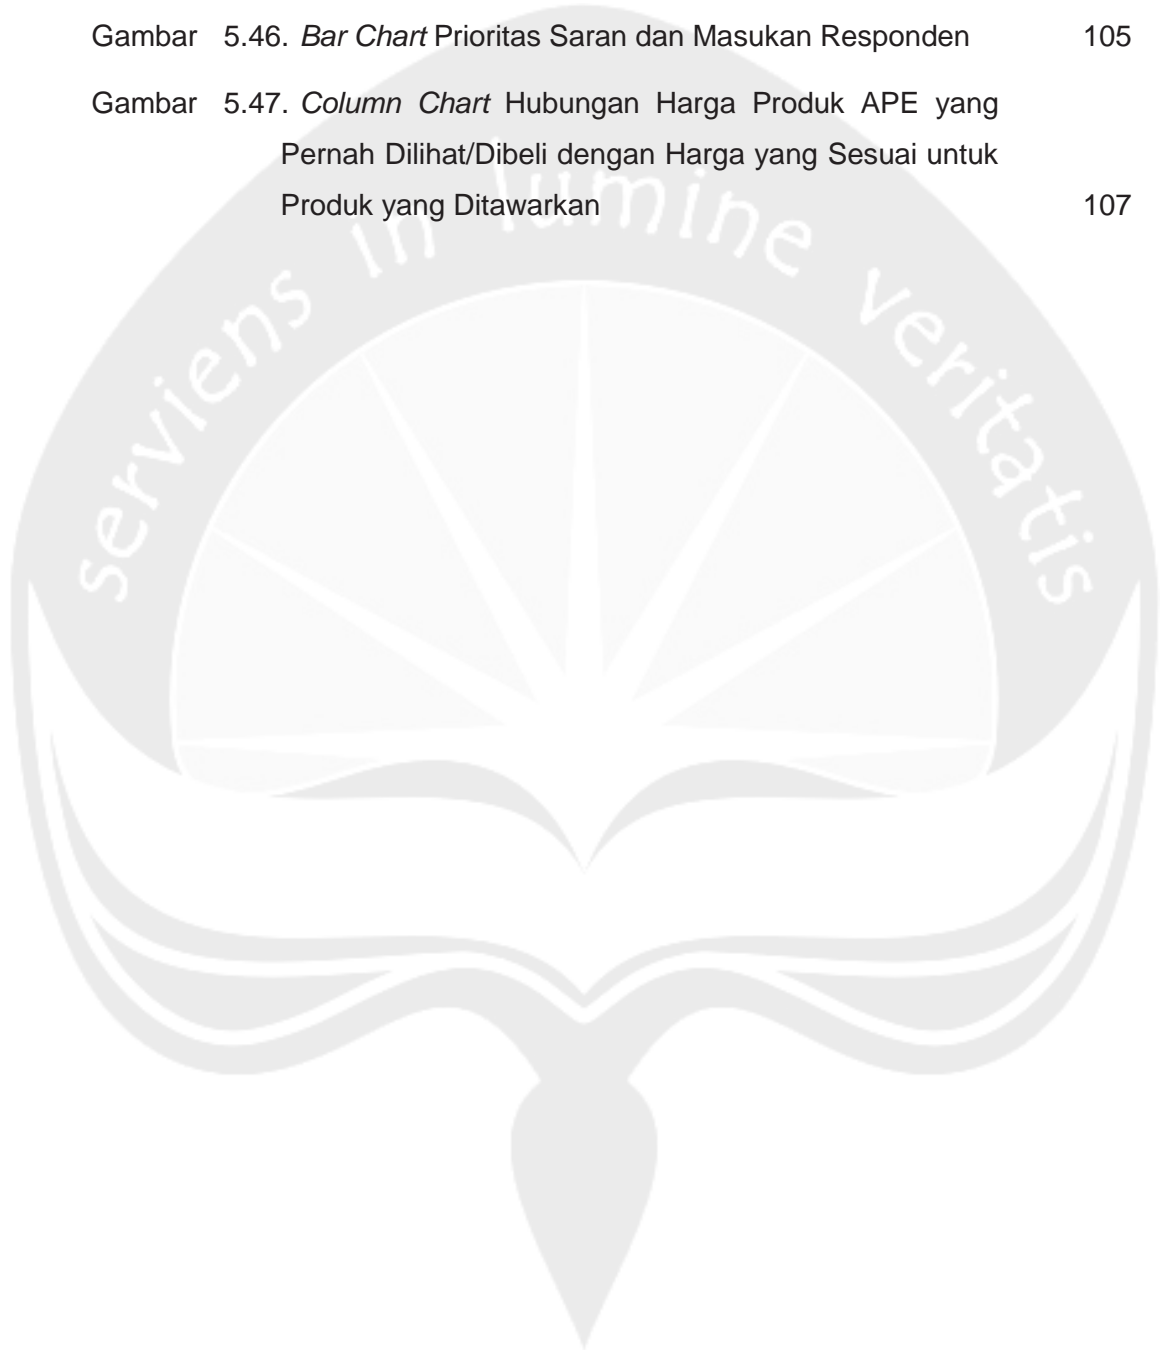 Gambar 5.46. Bar Chart Prioritas Saran dan Masukan Responden 105
Gambar 5.47. Column Chart Hubungan Harga Produk APE yang
Pernah Dilihat/Dibeli dengan Harga yang Sesuai untuk
Produk yang Ditawarkan 107
serviens in lumine veritatis